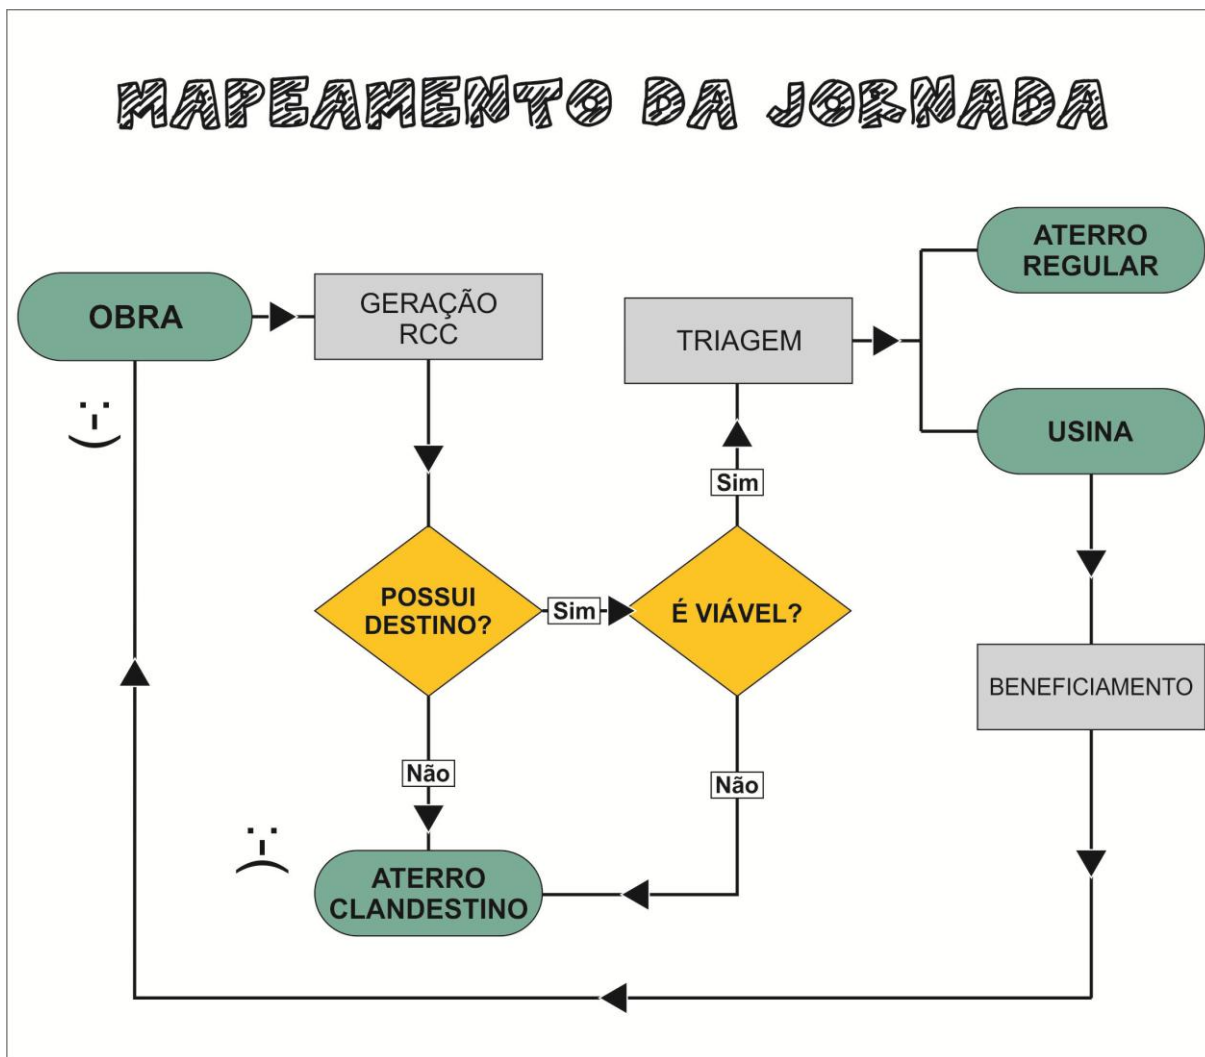 MAPEAMENTO DA JORNADA
OBRA
GERAÇÃO
RCC
TRIAGEM
ATERRO
REGULAR
USINA
Sim
POSSUI
DESTINO?
Sim
É VIÁVEL?
BENEFICIAMENTO
Não
Não
ATERRO
CLANDESTINO